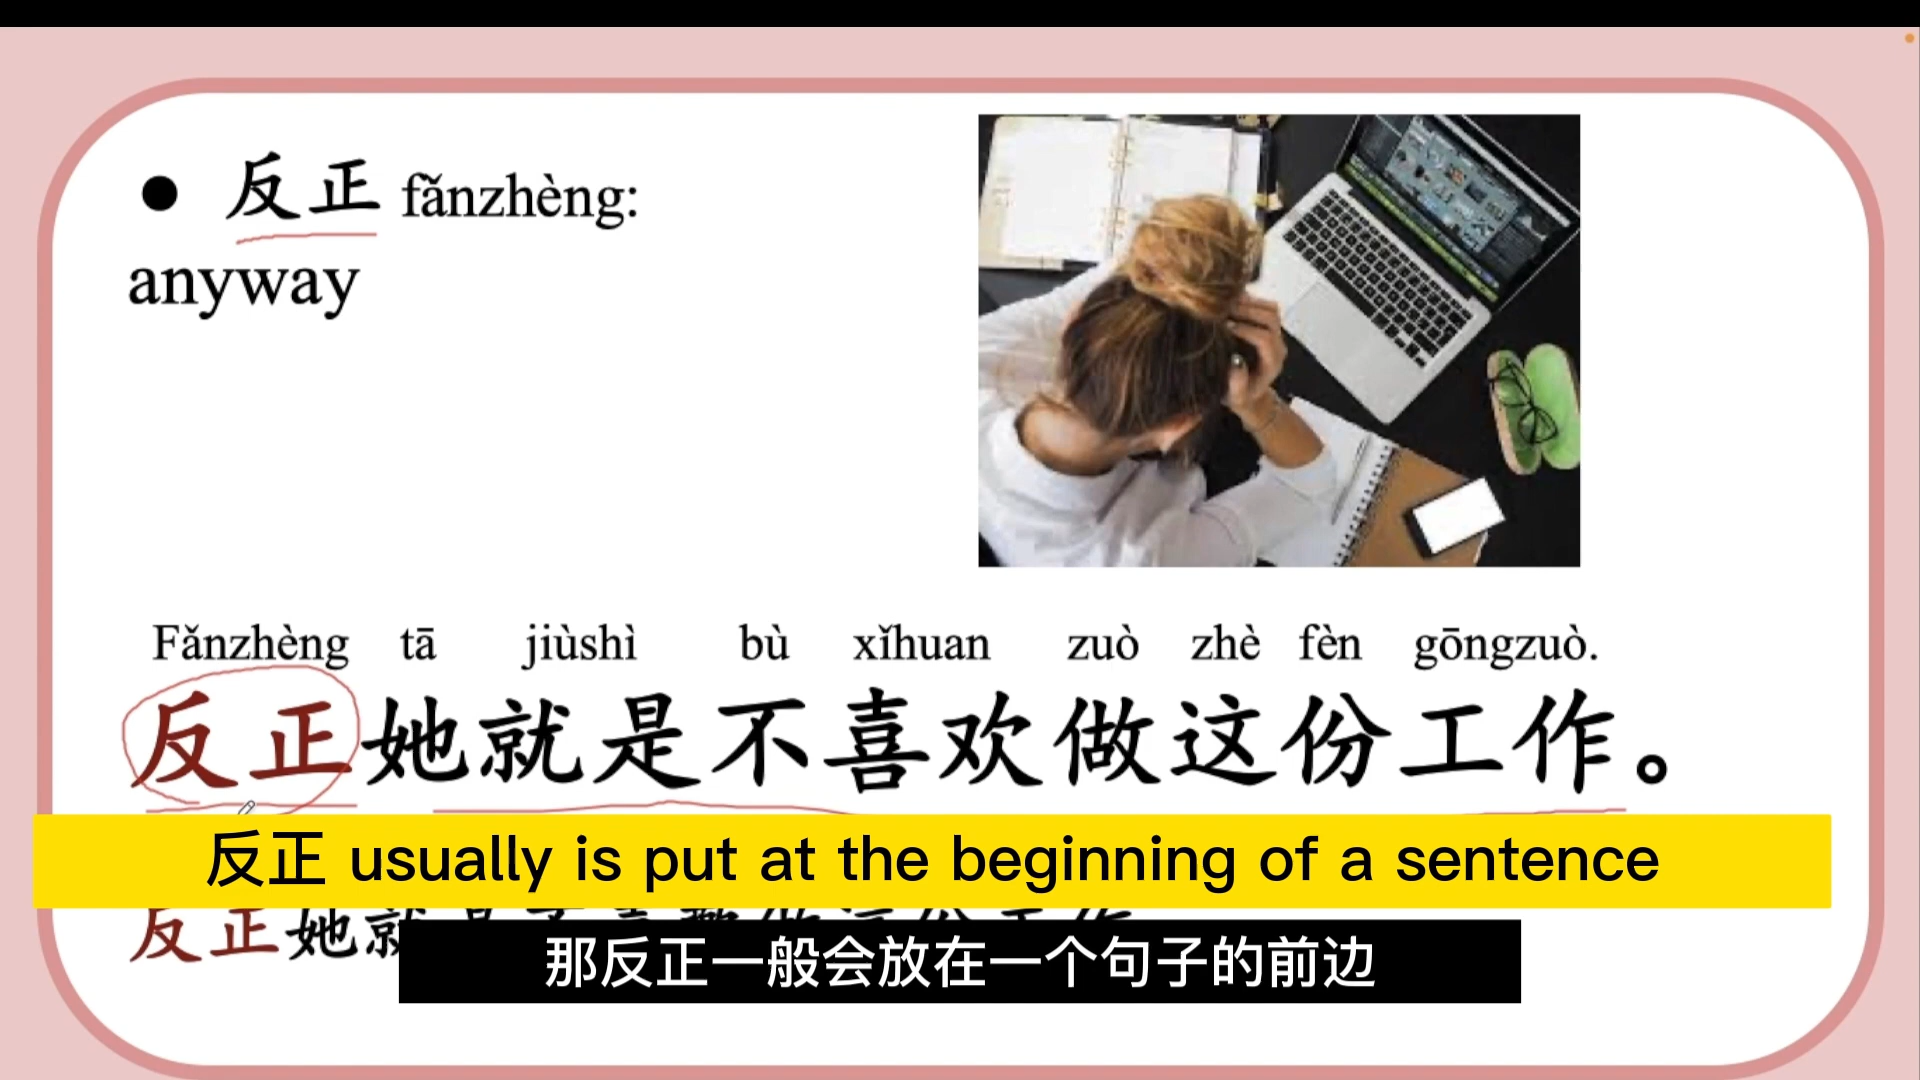 ● 反正 fǎnzhèng:
anyway
Fǎnzhèng tā jiùshì bù xǐhuan zuò zhè fèn gōngzuò.
反正她就是不喜欢做这份工作。
反正 usually is put at the beginning of a sentence
反正她就
那反正一般会放在一个句子的前边